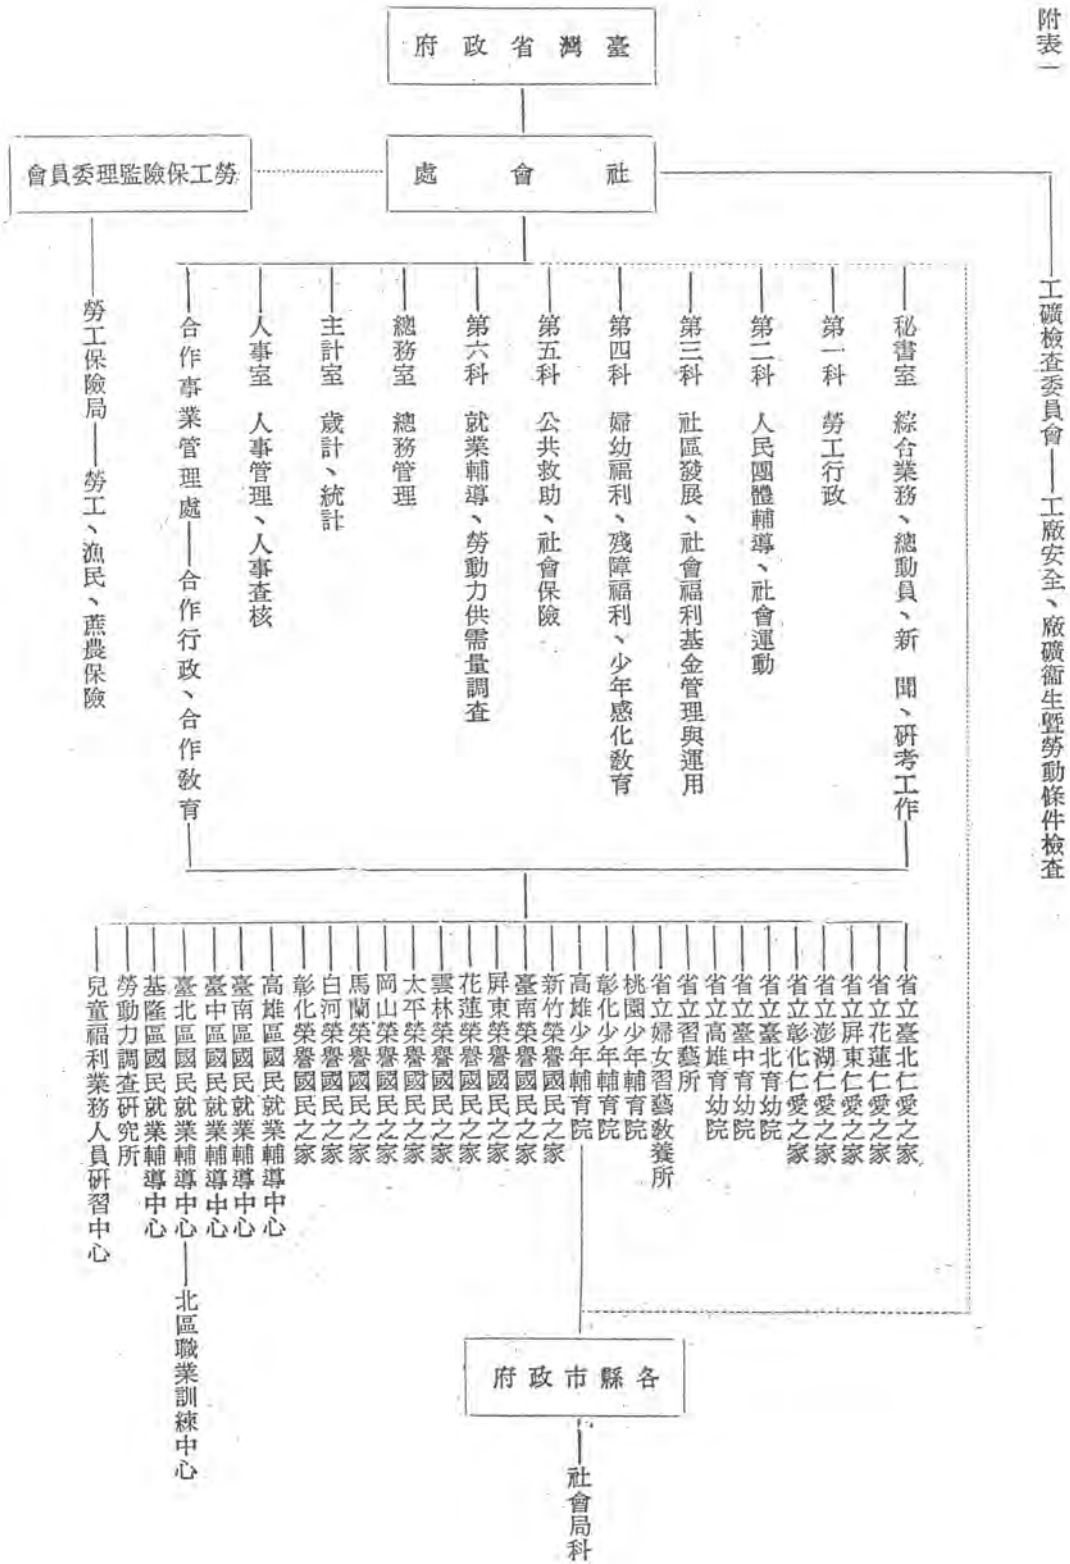 附表一
臺灣省政府
社會處
勞工保險監理委員會
工礦檢查委員會——工廠安全、廠礦衞生暨勞動條件檢查
秘書室 綜合業務、總動員、新 聞、研考工作
第一科 勞工行政
第二科 人民團體輔導、社會運動
第三科 社區發展、社會福利基金管理與運用
第四科 婦幼福利、殘障福利、少年感化教育
第五科 公共救助、社會保險
第六科 就業輔導、勞動力供需量調查
總務室 總務管理
主計室 歲計、統計
人事室 人事管理、人事查核
合作事業管理處——合作行政、合作教育
勞工保險局——勞工、漁民、蔗農保險
省立臺北仁愛之家
省立花蓮仁愛之家
省立屏東仁愛之家
省立澎湖仁愛之家
省立彰化仁愛之家
省立臺北育幼院
省立臺中育幼院
省立高雄育幼院
省立習藝所
省立婦女習藝教養所
桃園少年輔育院
彰化少年輔育院
高雄少年輔育院
新竹榮譽國民之家
臺南榮譽國民之家
屏東榮譽國民之家
花蓮榮譽國民之家
雲林榮譽國民之家
太平榮譽國民之家
岡山榮譽國民之家
馬蘭榮譽國民之家
白河榮譽國民之家
彰化榮譽國民之家
高雄區國民就業輔導中心
臺南區國民就業輔導中心
臺中區國民就業輔導中心
臺北區國民就業輔導中心——北區職業訓練中心
基隆區國民就業輔導中心
勞動力調查研究所
兒童福利業務人員研習中心
各縣市政府
社會局科